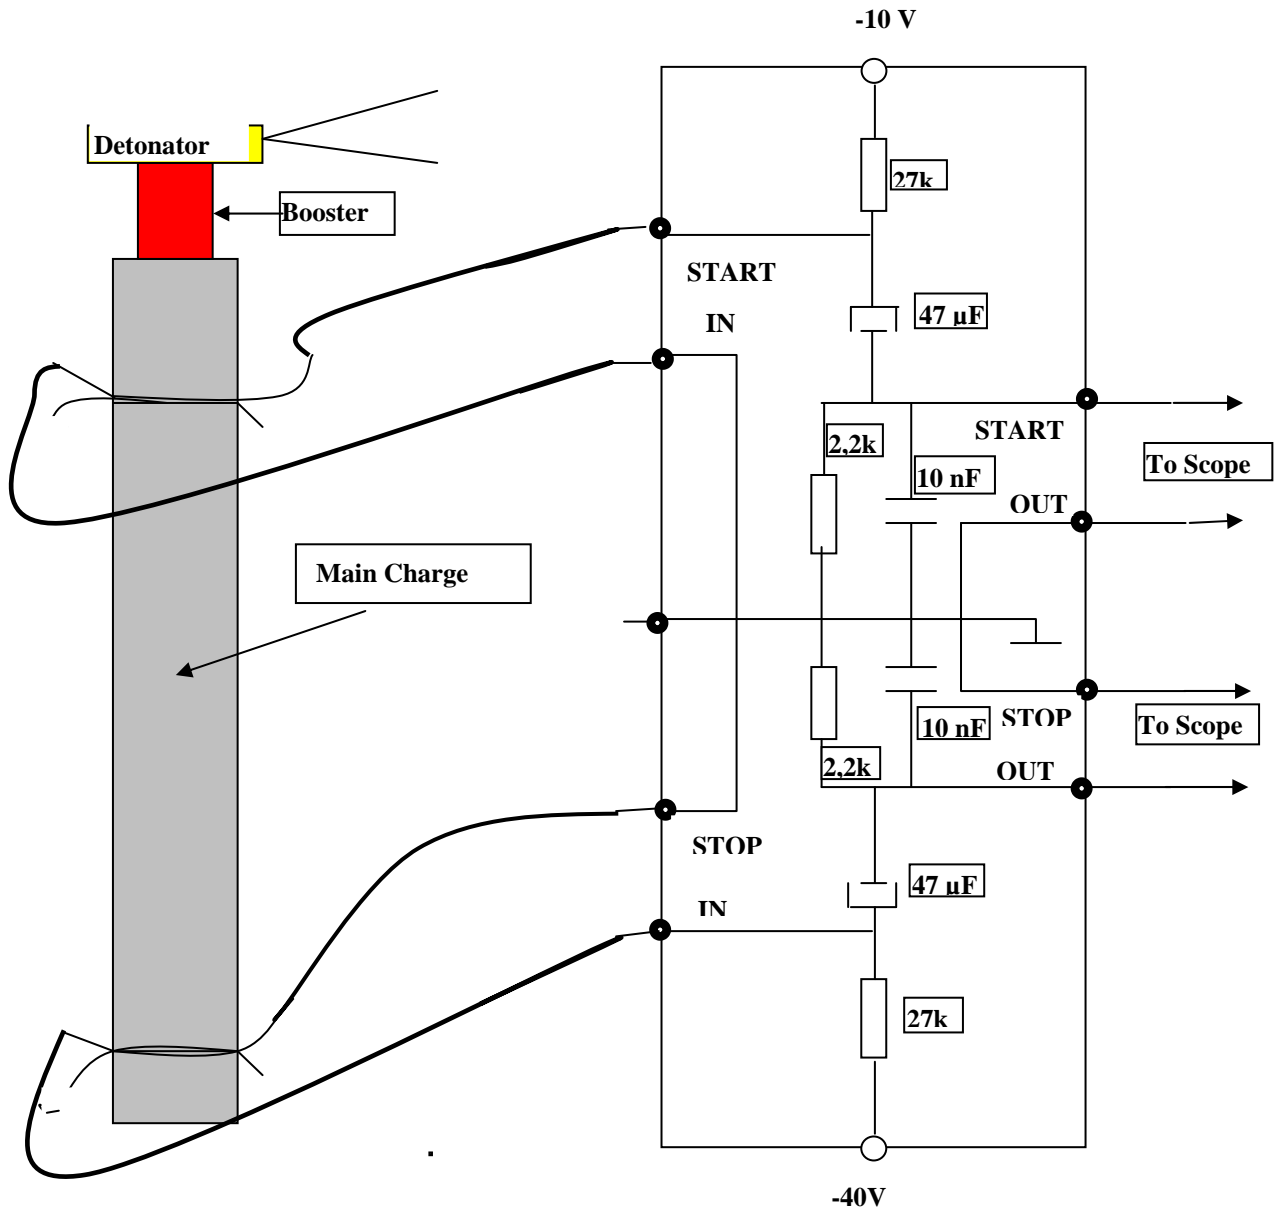 -10 V
Detonator
27k
Booster
START
IN
47 µF
START
2,2k
To Scope
10 nF
OUT
Main Charge
STOP
10 nF
To Scope
2,2k
OUT
STOP
47 µF
IN
27k
-40V